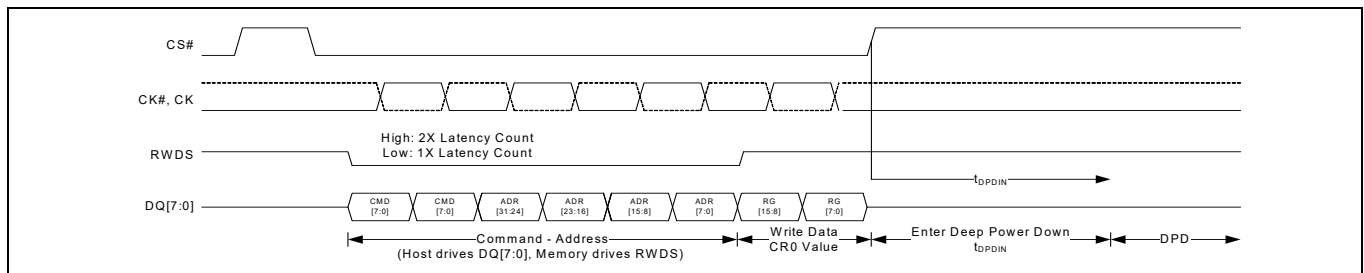 CS#
CK#, CK
High: 2X Latency Count
Low: 1X Latency Count
RWDS
tDPDIN
DQ[7:0]
CMD [7:0]
CMD [7:0]
ADR [31:24]
ADR [23:16]
ADR [15:8]
ADR [7:0]
RG [15:8]
RG [7:0]
Command - Address
(Host drives DQ[7:0], Memory drives RWDS)
Write Data
CR0 Value
Enter Deep Power Down
tDPDIN
DPD